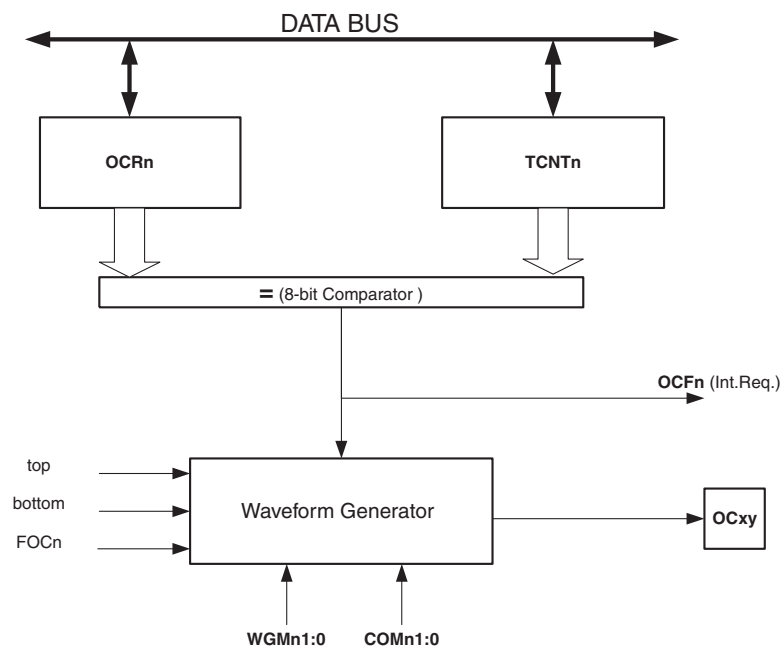 DATA BUS
OCRn
TCNTn
= (8-bit Comparator )
OCFn (Int.Req.)
top
bottom
FOCn
Waveform Generator
OCxy
WGMn1:0
COMn1:0